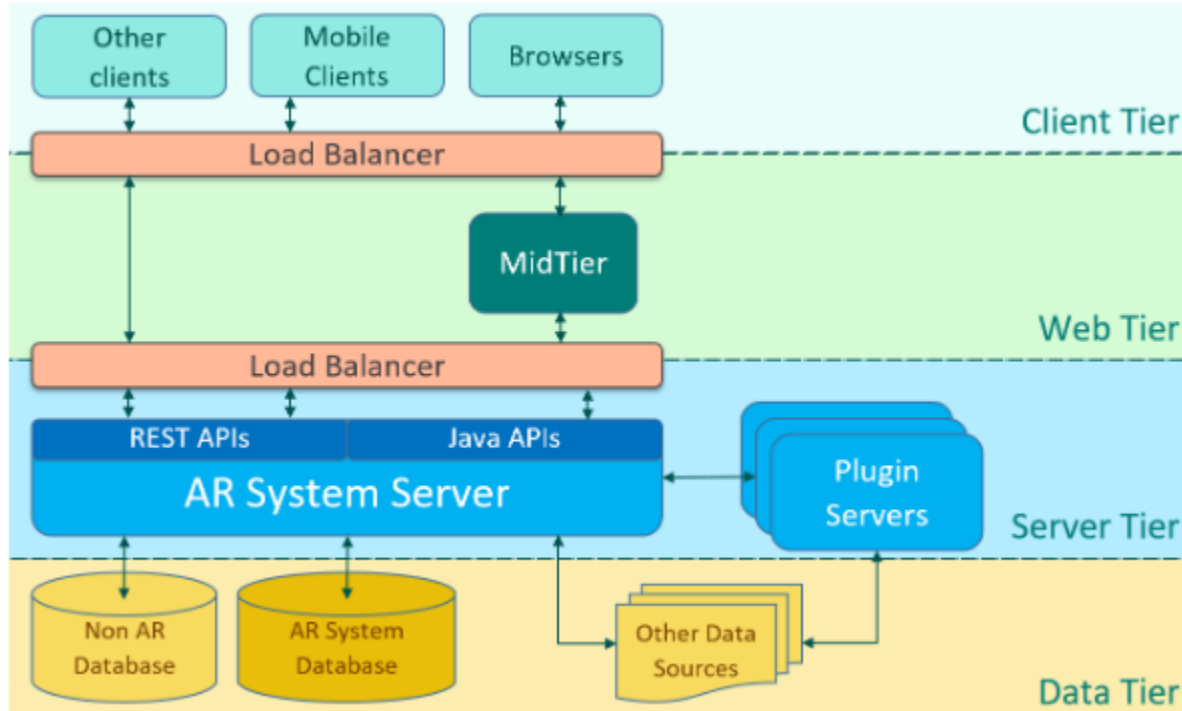 Other
clients
Mobile
Clients
Browsers
Client Tier
Load Balancer
MidTier
Web Tier
Load Balancer
REST APIs
Java APIs
AR System Server
Plugin
Servers
Server Tier
Non AR
Database
AR System
Database
Other Data
Sources
Data Tier